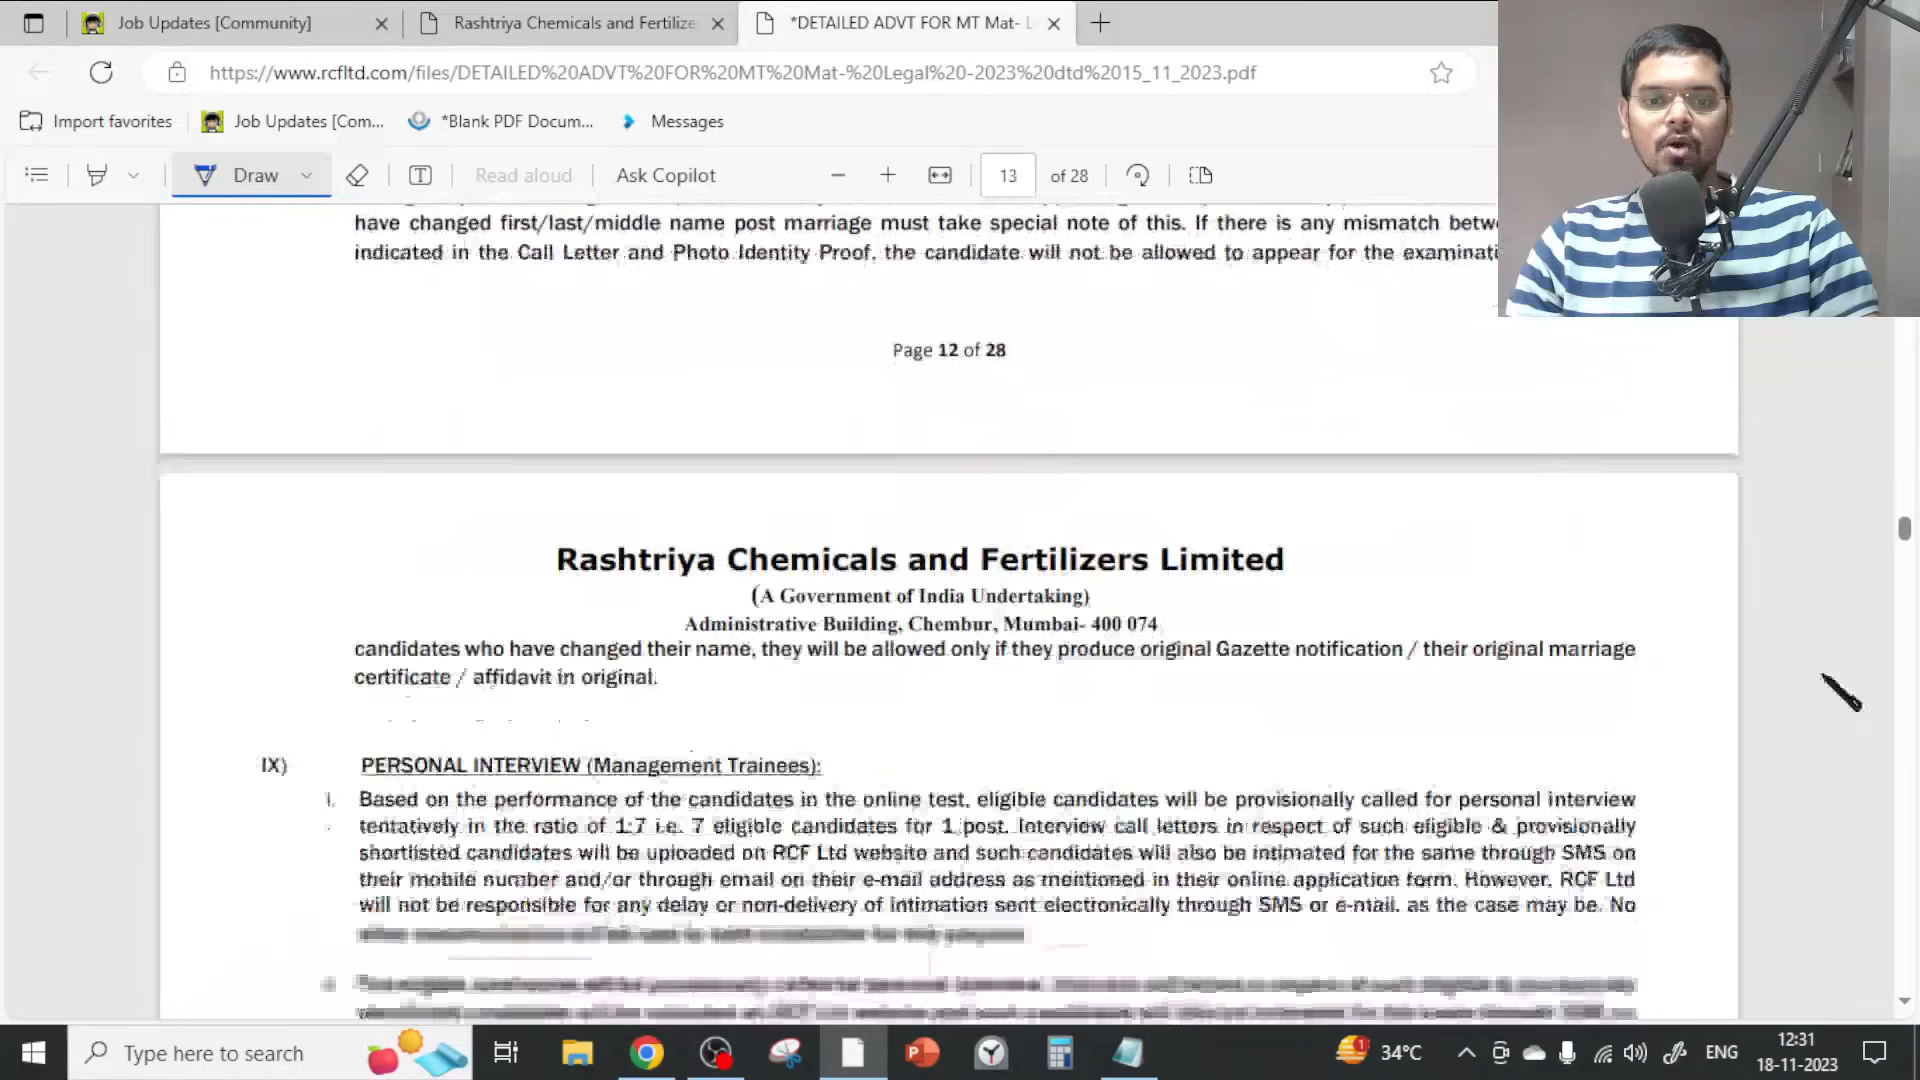 Job Updates [Community]
Rashtriya Chemicals and Fertilize
*DETAILED ADVT FOR MT Mat- L
https://www.rcfltd.com/files/DETAILED%20ADVT%20FOR%20MT%20Mat-%20Legal%20-2023%20dtd%2015_11_2023.pdf
Import favorites
Job Updates [Com...
*Blank PDF Docum...
Messages
Draw
Read aloud
Ask Copilot
13
of 28
have changed first/last/middle name post marriage must take special note of this. If there is any mismatch betw
indicated in the Call Letter and Photo Identity Proof, the candidate will not be allowed to appear for the examinati
Page 12 of 28
Rashtriya Chemicals and Fertilizers Limited
(A Government of India Undertaking)
Administrative Building, Chembur, Mumbai- 400 074
candidates who have changed their name, they will be allowed only if they produce original Gazette notification / their original marriage
certificate / affidavit in original.
IX) PERSONAL INTERVIEW (Management Trainees):
i. Based on the performance of the candidates in the online test, eligible candidates will be provisionally called for personal interview
tentatively in the ratio of 1:7 i.e. 7 eligible candidates for 1 post. Interview call letters in respect of such eligible & provisionally
shortlisted candidates will be uploaded on RCF Ltd website and such candidates will also be intimated for the same through SMS on
their mobile number and/or through email on their e-mail address as mentioned in their online application form. However, RCF Ltd
will not be responsible for any delay or non-delivery of intimation sent electronically through SMS or e-mail, as the case may be. No
Type here to search
1
34°C
ENG
12:31
18-11-2023